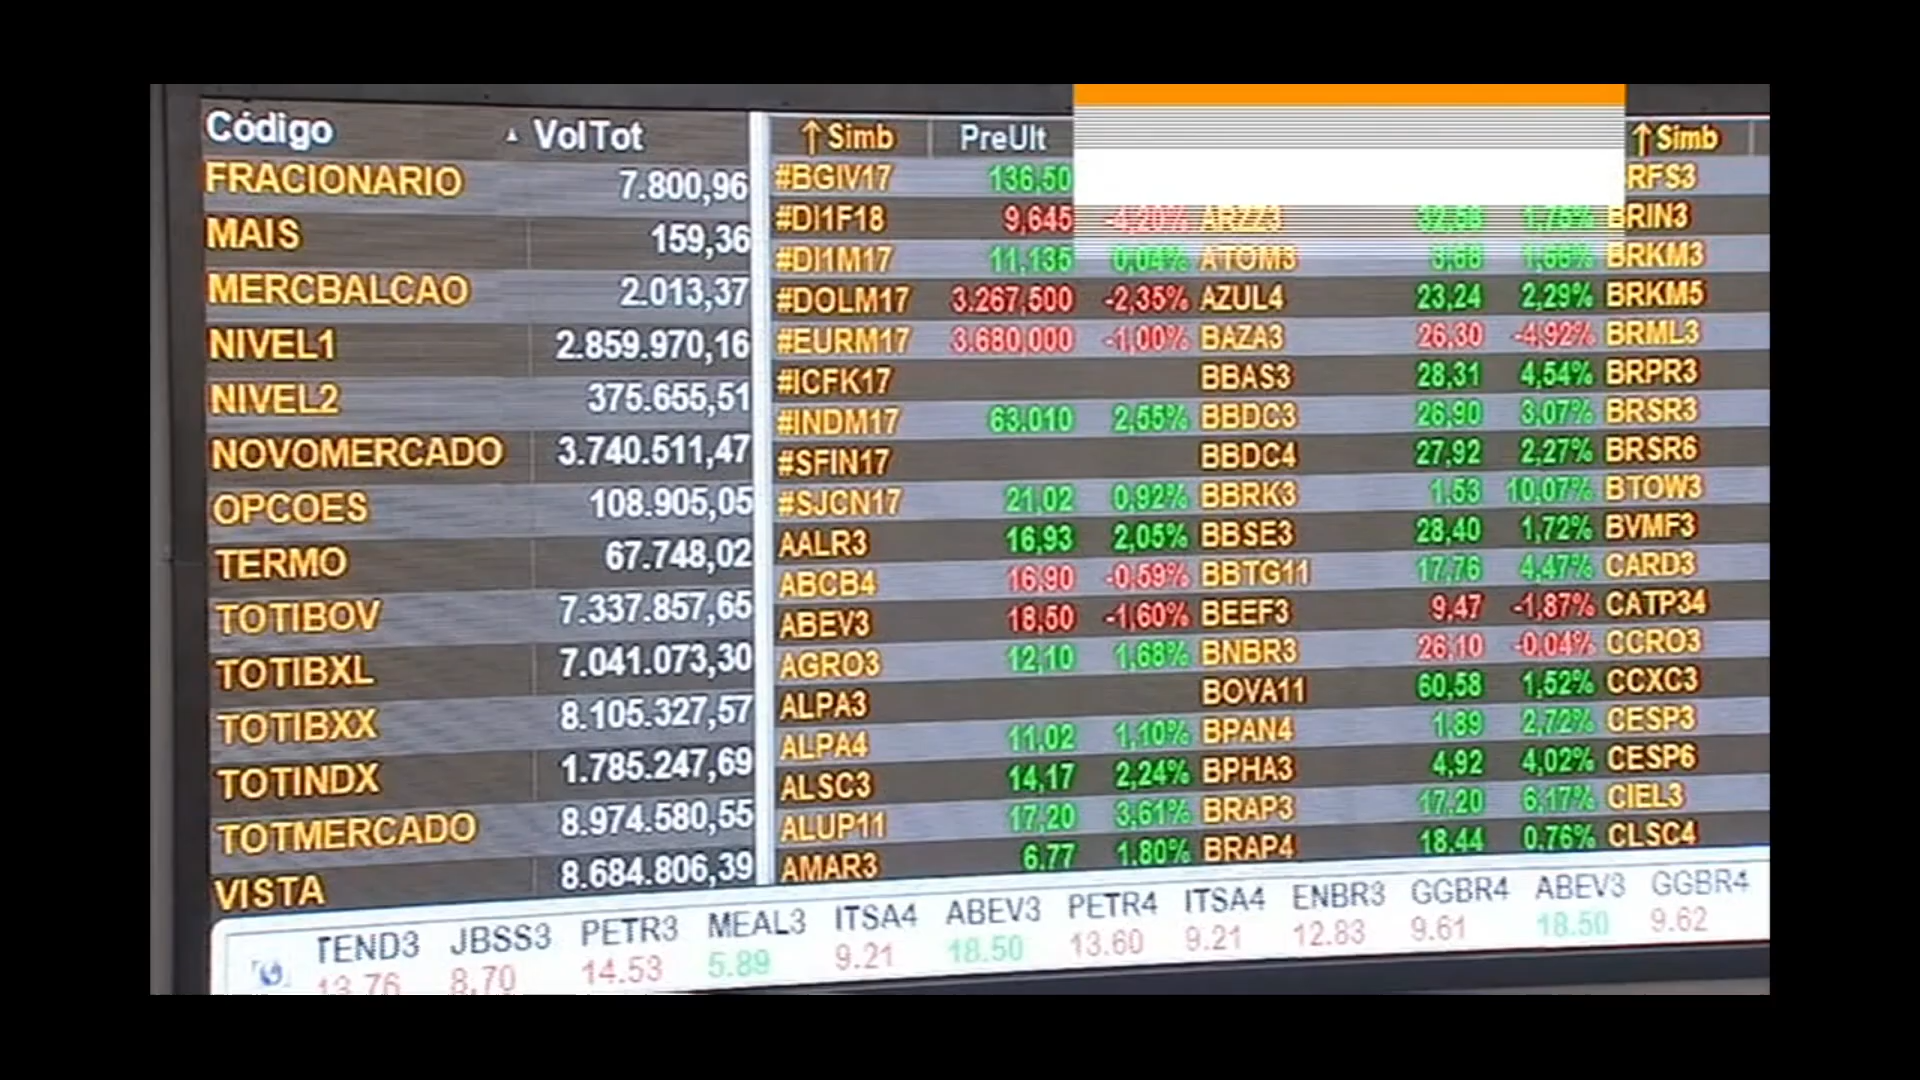 Código VolTot
FRACIONARIO 7.800,96
MAIS 159,36
MERCBALCAO 2.013,37
NIVEL1 2.859.970,16
NIVEL2 375.655,51
NOVOMERCADO 3.740.511,47
OPCOES 108.905,05
TERMO 67.748,02
TOTIBOV 7.337.857,65
TOTIBXL 7.041.073,30
TOTIBXX 8.105.327,57
TOTINDX 1.785.247,69
TOTMERCADO 8.974.580,55
VISTA 8.684.806,39
↑Simb PreUlt
#BGIV17 136,50
#DI1F18 9,645 -4,20%
#DI1M17 11,135 0,04%
#DOLM17 3.267,500 -2,35%
#EURM17 3.680,000 -1,00%
#ICFK17
#INDM17 63.010 2,55%
#SFIN17
#SJCN17 21,02 0,92%
AALR3 16,93 2,05%
ABCB4 16,90 -0,59%
ABEV3 18,50 -1,60%
AGRO3 12,10 1,68%
ALPA3
ALPA4 11,02 1,10%
ALSC3 14,17 2,24%
ALUP11 17,20 3,61%
AMAR3 6,77 1,80%
ARZZ3 1,75%
ATOM3 1,66%
AZUL4 23,24 2,29%
BAZA3 26,30 -4,92%
BBAS3 28,31 4,54%
BBDC3 26,90 3,07%
BBDC4 27,92 2,27%
BBRK3 1,53 10,07%
BBSE3 28,40 1,72%
BBTG11 17,76 4,47%
BEEF3 9,47 -1,87%
BNBR3 26,10 -0,04%
BOVA11 60,58 1,52%
BPAN4 1,89 2,72%
BPHA3 4,92 4,02%
BRAP3 17,20 6,17%
BRAP4 18,44 0,76%
↑Simb
RFS3
BRIN3
BRKM3
BRKM5
BRML3
BRPR3
BRSR3
BRSR6
BTOW3
BVMF3
CARD3
CATP34
CCRO3
CCXC3
CESP3
CESP6
CIEL3
CLSC4
TEND3 JBSS3 PETR3 MEAL3 ITSA4 ABEV3 PETR4 ITSA4 ENBR3 GGBR4 ABEV3 GGBR4
13.76 8.70 14.53 5.89 9.21 18.50 13.60 9.21 12.83 9.61 18.50 9.62